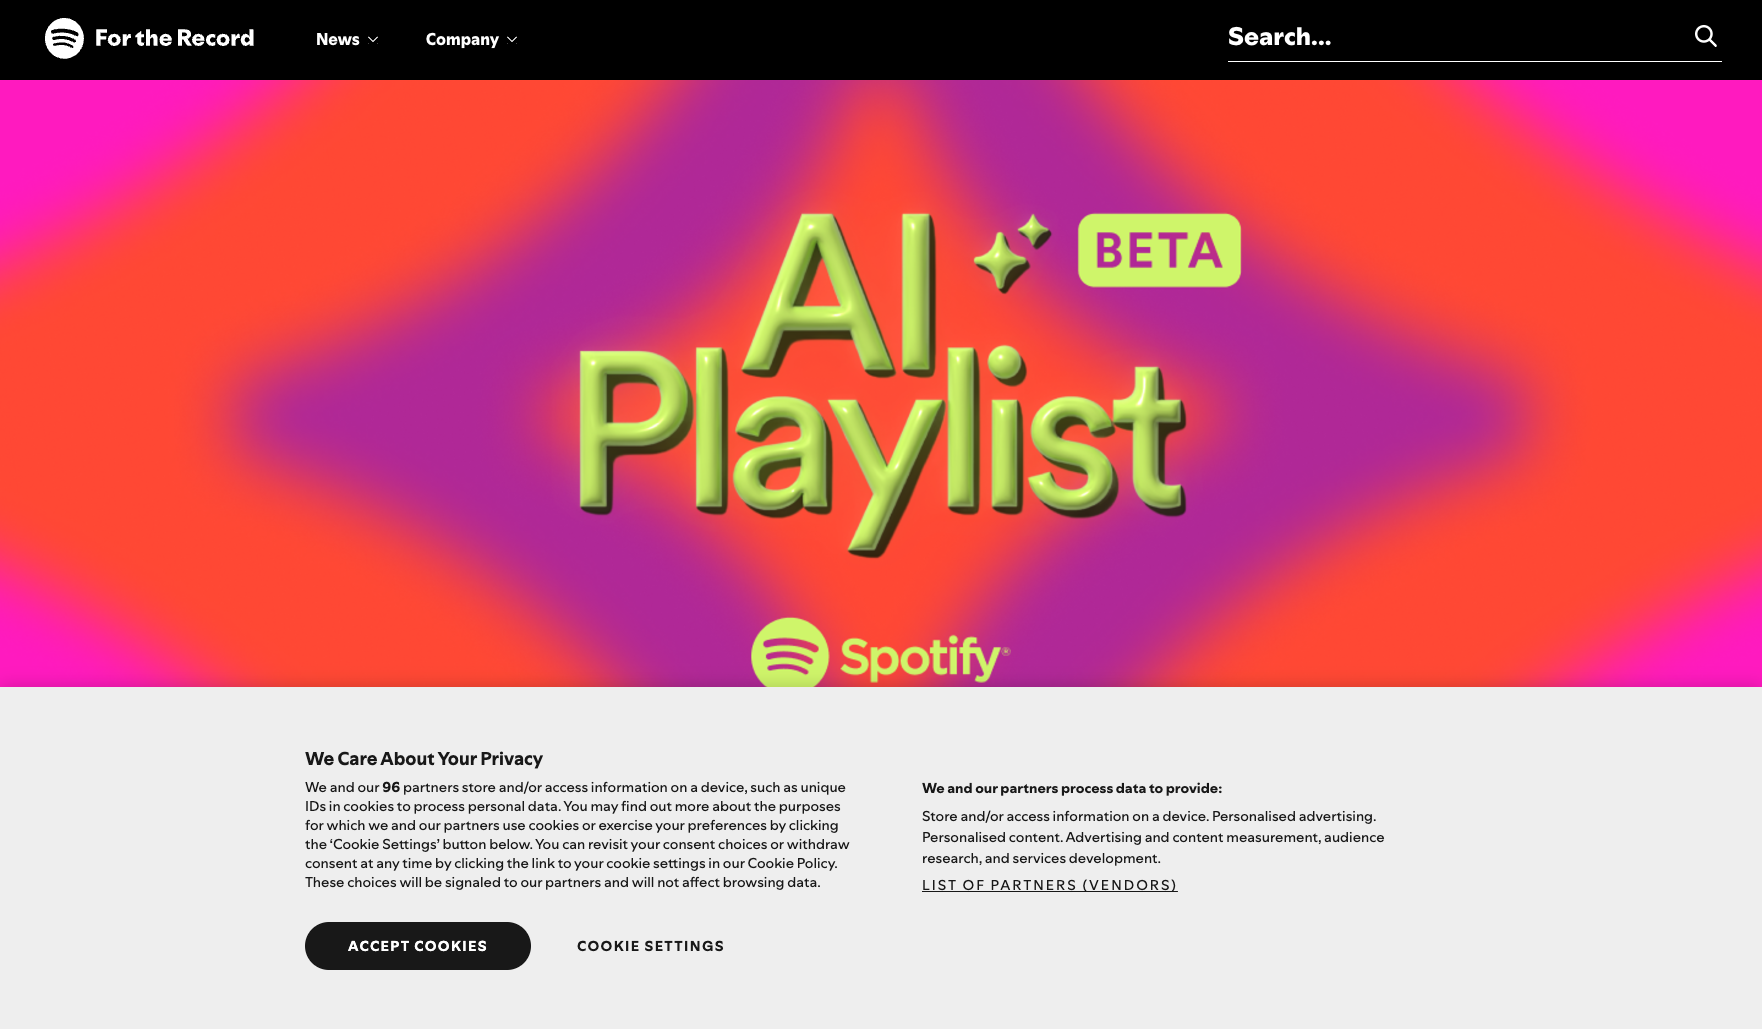 For the Record
News
Company
Search...
AI
BETA
Playlist
Spotify®
We Care About Your Privacy
We and our 96 partners store and/or access information on a device, such as unique
IDs in cookies to process personal data. You may find out more about the purposes
for which we and our partners use cookies or exercise your preferences by clicking
the ‘Cookie Settings’ button below. You can revisit your consent choices or withdraw
consent at any time by clicking the link to your cookie settings in our Cookie Policy.
These choices will be signaled to our partners and will not affect browsing data.
We and our partners process data to provide:
Store and/or access information on a device. Personalised advertising.
Personalised content. Advertising and content measurement, audience
research, and services development.
LIST OF PARTNERS (VENDORS)
ACCEPT COOKIES
COOKIE SETTINGS